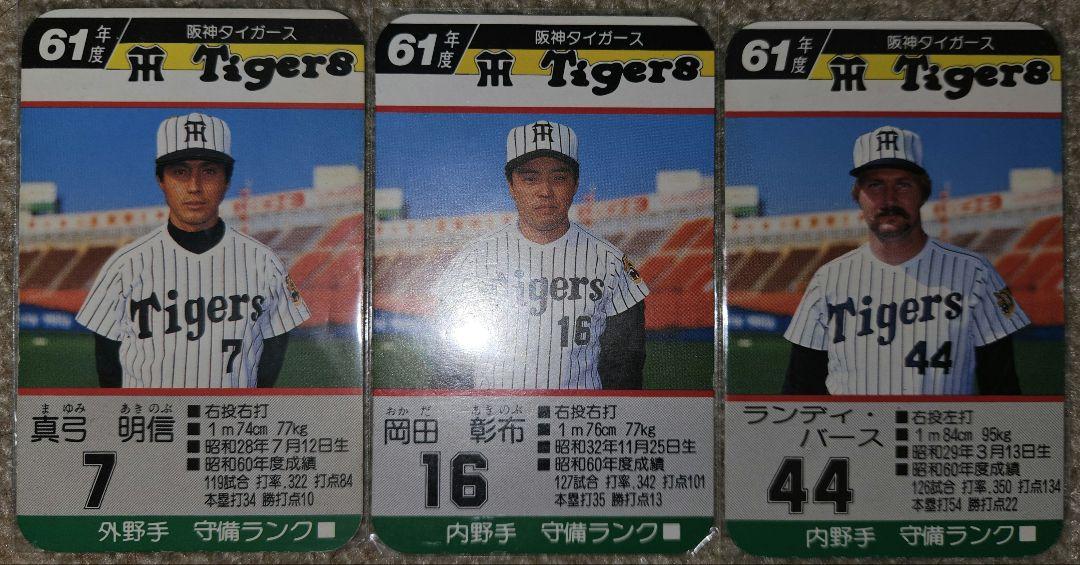 61年度
阪神タイガース
TH Tigers
TH
Tigers
7
まゆみ あきのぶ
真弓 明信
7
■右投右打
■1m74cm 77kg
■昭和28年7月12日生
■昭和60年度成績
119試合 打率.322 打点84
本塁打34 勝打点10
外野手 守備ランク■
61年度
阪神タイガース
TH Tigers
TH
Tigers
16
おかだ あきのぶ
岡田 彰布
16
■右投右打
■1m76cm 77kg
■昭和32年11月25日生
■昭和60年度成績
127試合 打率.342 打点101
本塁打35 勝打点13
内野手 守備ランク■
61年度
阪神タイガース
TH Tigers
TH
Tigers
44
ランディ・
バース
44
■右投左打
■1m84cm 95kg
■昭和29年3月13日生
■昭和60年度成績
126試合 打率.350 打点134
本塁打54 勝打点22
内野手 守備ランク■